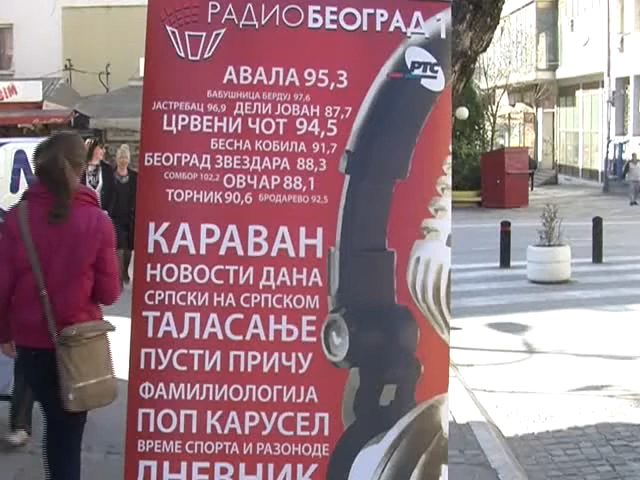 РАДИО БЕОГРАД 1
РТС
АВАЛА 95,3
БАБУШНИЦА БЕРДУЈ 97,6
ЈАСТРЕБАЦ 96,9 ДЕЛИ ЈОВАН 87,7
ЦРВЕНИ ЧОТ 94,5
БЕСНА КОБИЛА 91,7
БЕОГРАД ЗВЕЗДАРА 88,3
СОМБОР 102,2 ОВЧАР 88,1
ТОРНИК 90,6 БРОДАРЕВО 92,5
КАРАВАН
НОВОСТИ ДАНА
СРПСКИ НА СРПСКОМ
ТАЛАСАЊЕ
ПУСТИ ПРИЧУ
ФАМИЛИОЛОГИЈА
ПОП КАРУСЕЛ
ВРЕМЕ СПОРТА И РАЗОНОДЕ
ДНЕВНИК